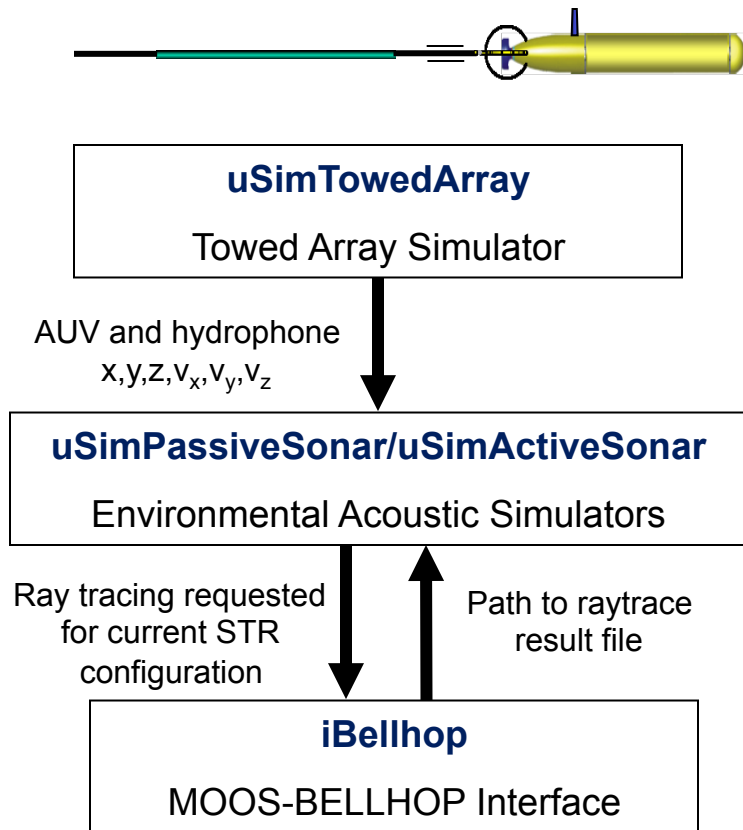 uSimTowedArray
Towed Array Simulator
AUV and hydrophone
x,y,z,vx,vy,vz
uSimPassiveSonar/uSimActiveSonar
Environmental Acoustic Simulators
Ray tracing requested
for current STR
configuration
Path to raytrace
result file
iBellhop
MOOS-BELLHOP Interface